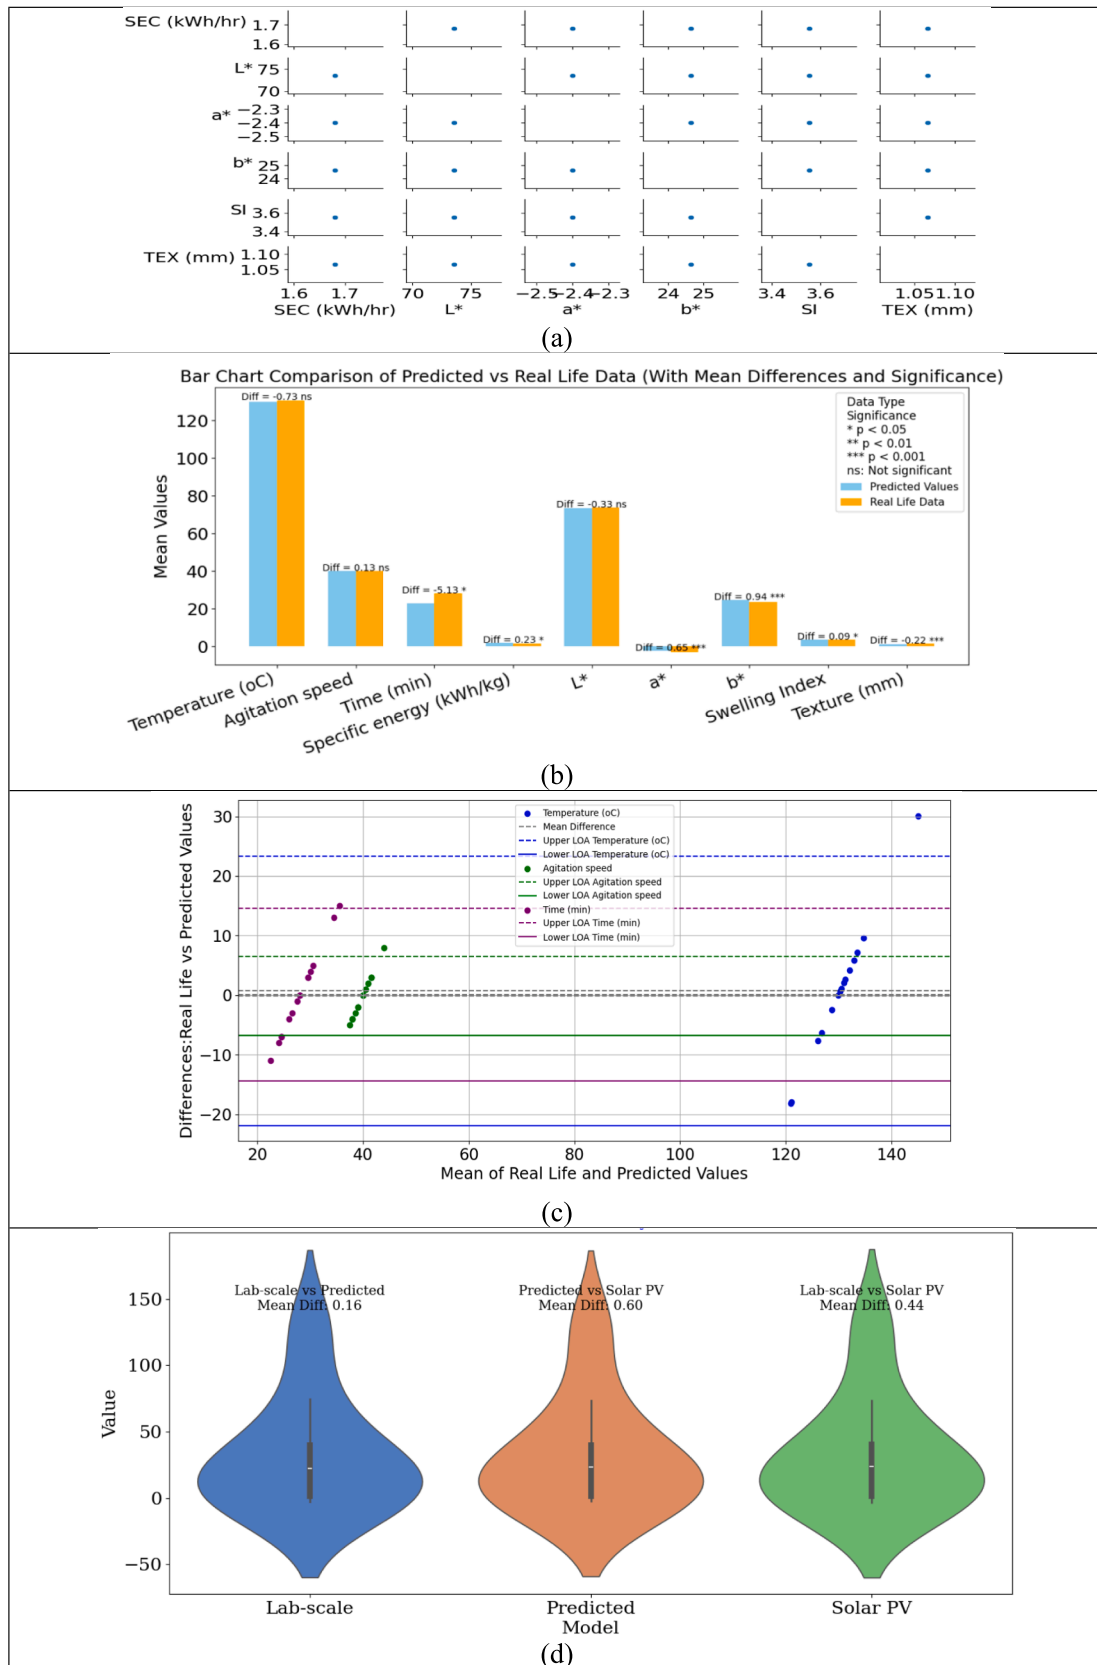 SEC (kWh/hr) 1.7
1.6
L* 75
70
a* −2.3
−2.4
−2.5
b* 25
24
SI 3.6
3.4
TEX (mm) 1.10
1.05
1.6 1.7 70 75 −2.5 −2.4 −2.3 24 25 3.4 3.6 1.05 1.10
SEC (kWh/hr) L* a* b* SI TEX (mm)
(a)
Bar Chart Comparison of Predicted vs Real Life Data (With Mean Differences and Significance)
Mean Values
120
100
80
60
40
20
0
Diff = -0.73 ns
Diff = 0.13 ns
Diff = -5.13 *
Diff = 0.23 *
Diff = -0.33 ns
Diff = 0.65 ***
Diff = 0.94 ***
Diff = 0.09 *
Diff = -0.22 ***
Data Type
Significance
* p < 0.05
** p < 0.01
*** p < 0.001
ns: Not significant
Predicted Values
Real Life Data
Temperature (oC)
Agitation speed
Time (min)
Specific energy (kWh/kg)
L*
a*
b*
Swelling Index
Texture (mm)
(b)
Differences:Real Life vs Predicted Values
30
20
10
0
−10
−20
Temperature (oC)
Mean Difference
Upper LOA Temperature (oC)
Lower LOA Temperature (oC)
Agitation speed
Upper LOA Agitation speed
Lower LOA Agitation speed
Time (min)
Upper LOA Time (min)
Lower LOA Time (min)
20 40 60 80 100 120 140
Mean of Real Life and Predicted Values
(c)
Value
150
100
50
0
−50
Lab-scale vs Predicted
Mean Diff: 0.16
Predicted vs Solar PV
Mean Diff: 0.60
Lab-scale vs Solar PV
Mean Diff: 0.44
Lab-scale Predicted Solar PV
Model
(d)